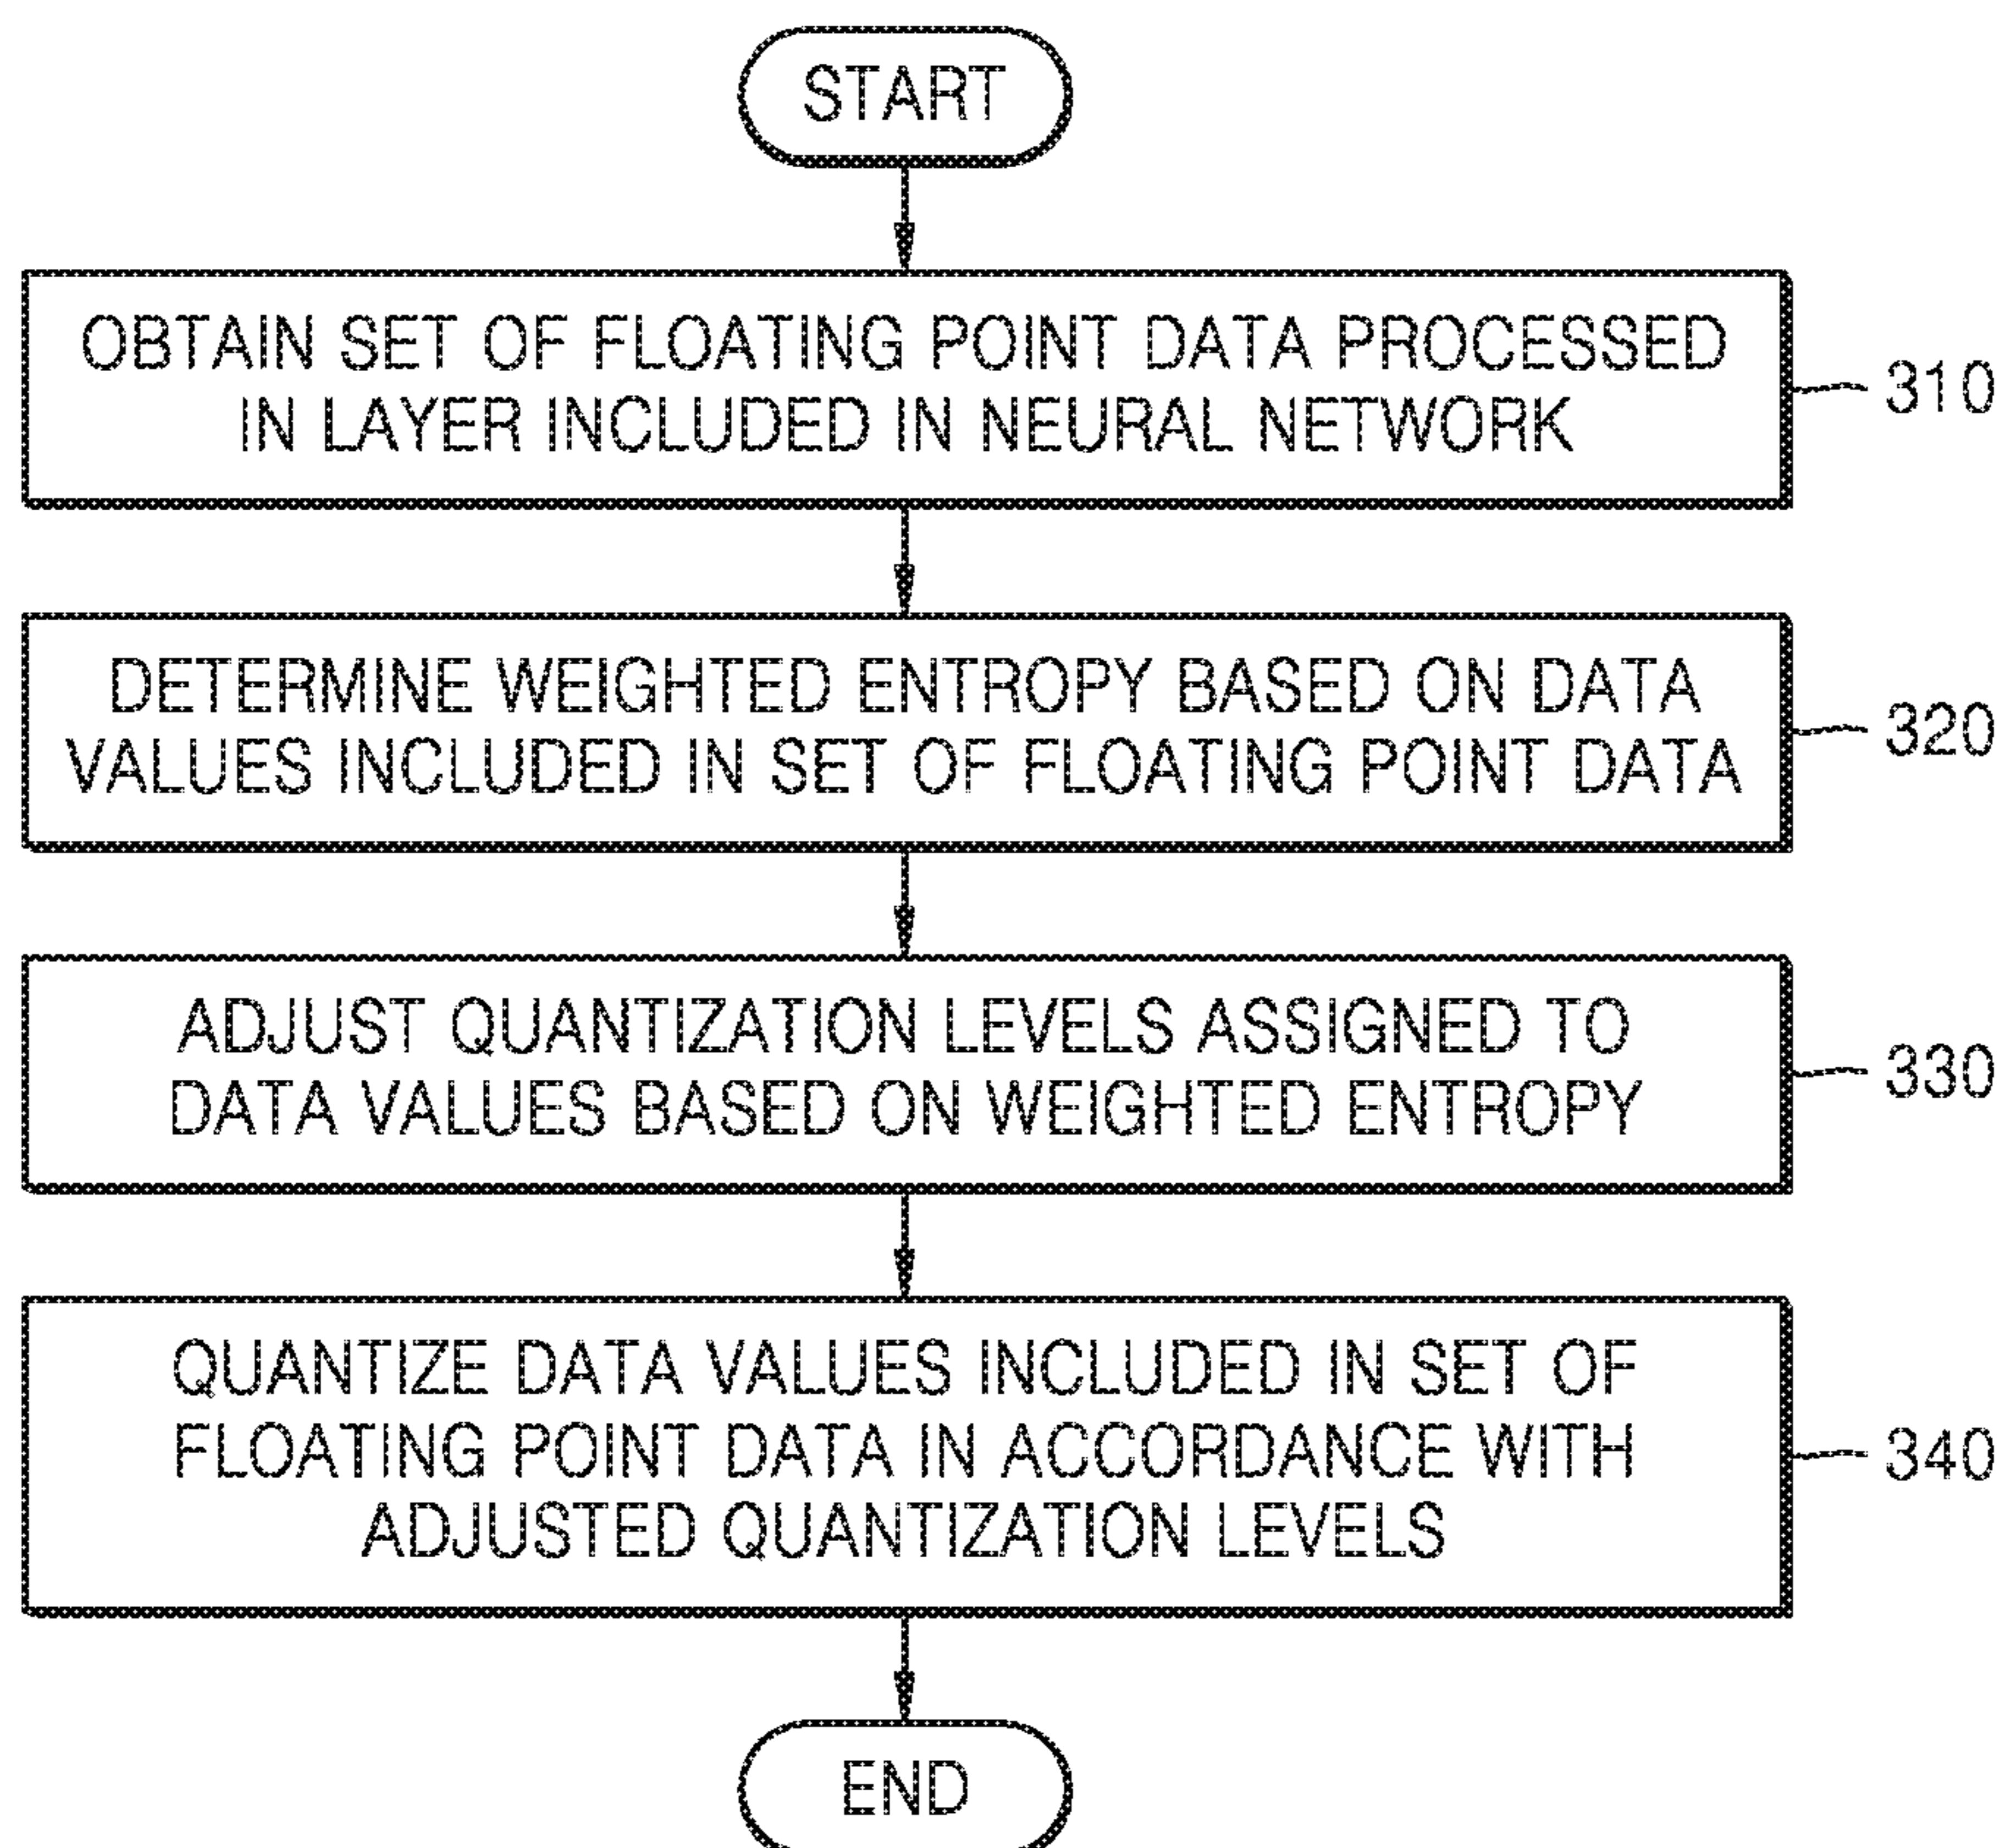 START
OBTAIN SET OF FLOATING POINT DATA PROCESSED
IN LAYER INCLUDED IN NEURAL NETWORK
310
DETERMINE WEIGHTED ENTROPY BASED ON DATA
VALUES INCLUDED IN SET OF FLOATING POINT DATA
320
ADJUST QUANTIZATION LEVELS ASSIGNED TO
DATA VALUES BASED ON WEIGHTED ENTROPY
330
QUANTIZE DATA VALUES INCLUDED IN SET OF
FLOATING POINT DATA IN ACCORDANCE WITH
ADJUSTED QUANTIZATION LEVELS
340
END